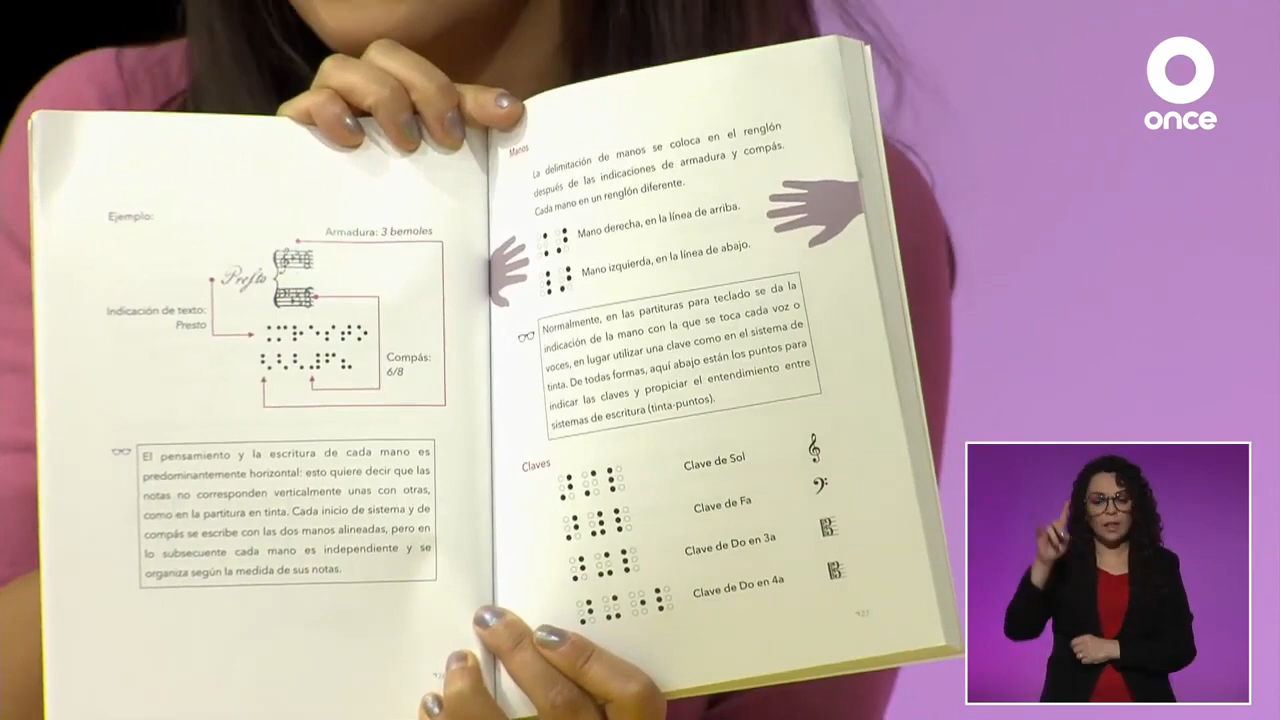 once
Ejemplo:
Armadura: 3 bemoles
Presto
Indicación de texto:
Presto
Compás:
6/8
El pensamiento y la escritura de cada mano es
predominantemente horizontal: esto quiere decir que las
notas no corresponden verticalmente unas con otras,
como en la partitura en tinta. Cada inicio de sistema y de
compás se escribe con las dos manos alineadas, pero en
lo subsecuente cada mano es independiente y se
organiza según la medida de sus notas.
Manos
La delimitación de manos se coloca en el renglón
después de las indicaciones de armadura y compás.
Cada mano en un renglón diferente.
Mano derecha, en la línea de arriba.
Mano izquierda, en la línea de abajo.
Normalmente, en las partituras para teclado se da la
indicación de la mano con la que se toca cada voz o
voces, en lugar utilizar una clave como en el sistema de
tinta. De todas formas, aquí abajo están los puntos para
indicar las claves y propiciar el entendimiento entre
sistemas de escritura (tinta-puntos).
Claves
Clave de Sol
Clave de Fa
Clave de Do en 3a
Clave de Do en 4a